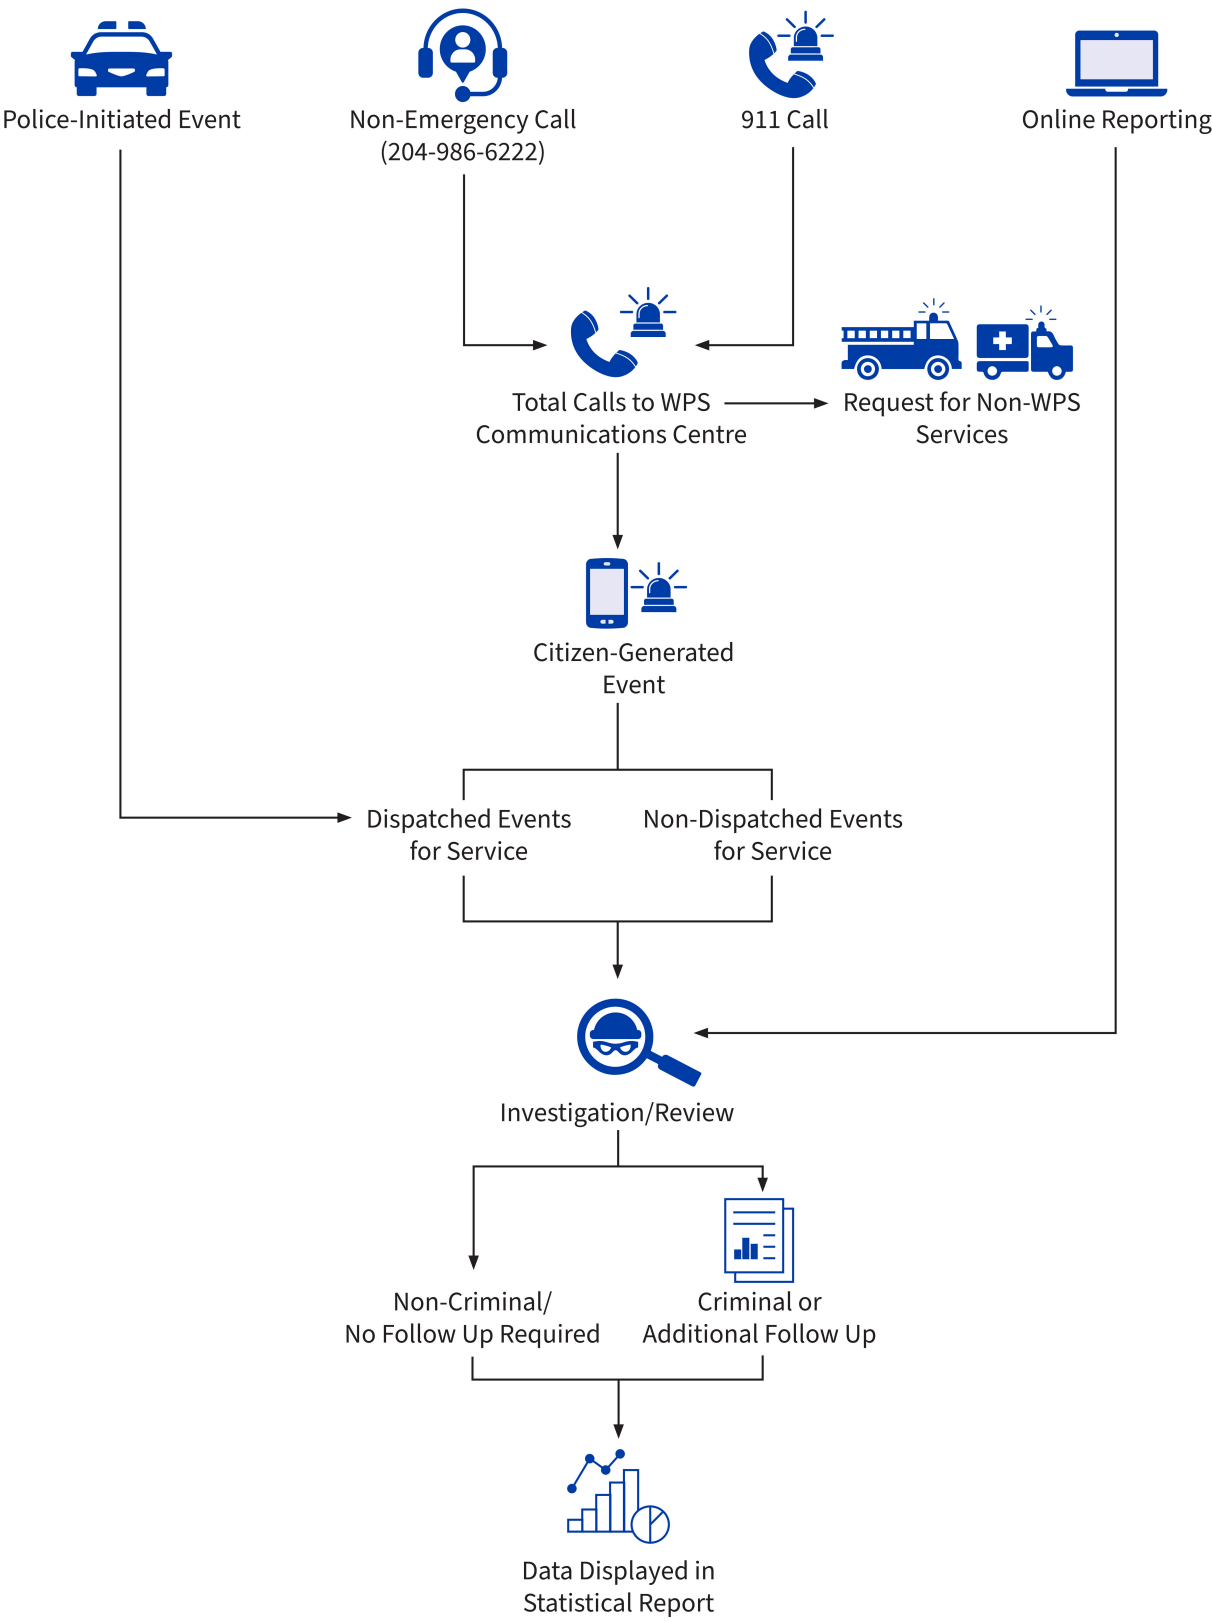 Police-Initiated Event
Non-Emergency Call
(204-986-6222)
911 Call
Online Reporting
Total Calls to WPS
Communications Centre
Request for Non-WPS
Services
Citizen-Generated
Event
Dispatched Events
for Service
Non-Dispatched Events
for Service
Investigation/Review
Non-Criminal/
No Follow Up Required
Criminal or
Additional Follow Up
Data Displayed in
Statistical Report